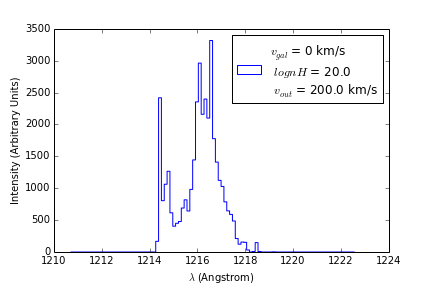 3500
3000
2500
2000
1500
1000
500
0
Intensity (Arbitrary Units)
v_gal = 0 km/s
lognH = 20.0
v_out = 200.0 km/s
1210 1212 1214 1216 1218 1220 1222 1224
λ (Angstrom)